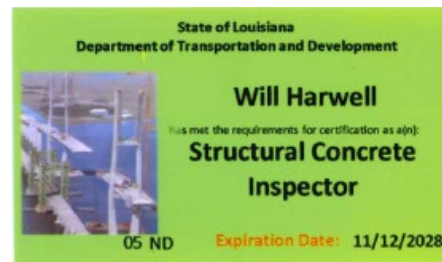 State of Louisiana
Department of Transportation and Development
Will Harwell
has met the requirements for certification as a(n):
Structural Concrete
Inspector
05 ND
Expiration Date: 11/12/2028